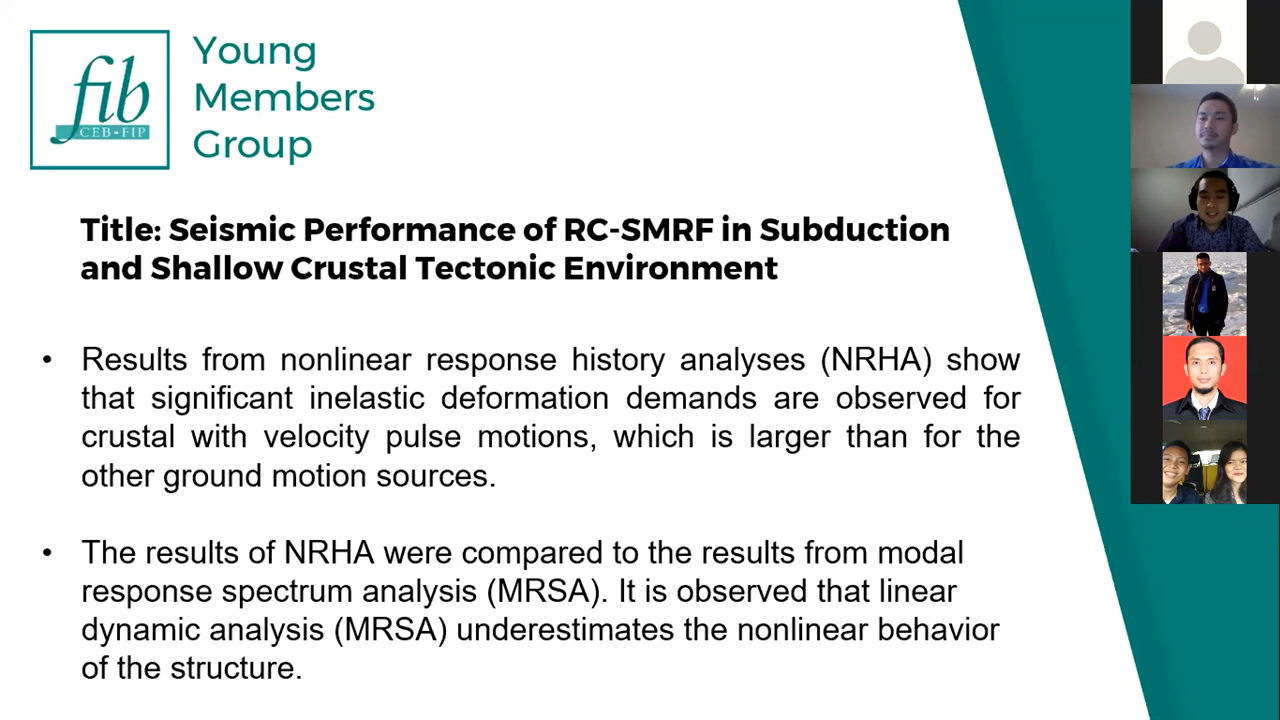 fib
CEB-FIP
Young
Members
Group
Title: Seismic Performance of RC-SMRF in Subduction
and Shallow Crustal Tectonic Environment
• Results from nonlinear response history analyses (NRHA) show
that significant inelastic deformation demands are observed for
crustal with velocity pulse motions, which is larger than for the
other ground motion sources.
• The results of NRHA were compared to the results from modal
response spectrum analysis (MRSA). It is observed that linear
dynamic analysis (MRSA) underestimates the nonlinear behavior
of the structure.